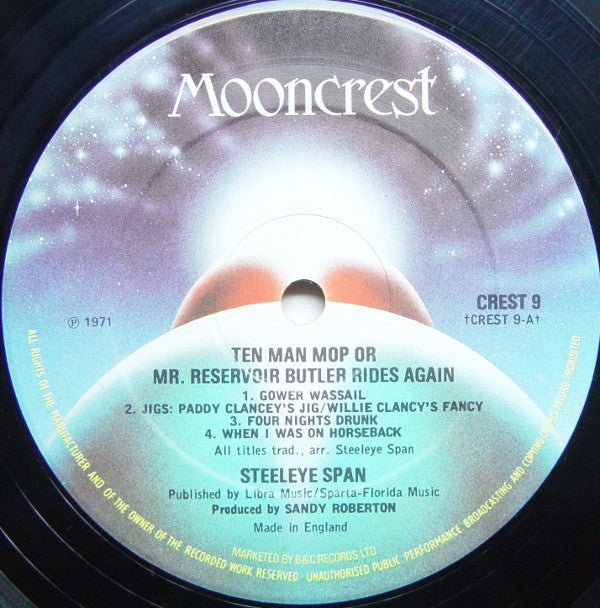 Mooncrest
CREST 9
†CREST 9-A†
℗ 1971
TEN MAN MOP OR
MR. RESERVOIR BUTLER RIDES AGAIN
1. GOWER WASSAIL
2. JIGS: PADDY CLANCEY'S JIG/WILLIE CLANCY'S FANCY
3. FOUR NIGHTS DRUNK
4. WHEN I WAS ON HORSEBACK
All titles trad., arr. Steeleye Span
STEELEYE SPAN
Published by Libra Music/Sparta-Florida Music
Produced by SANDY ROBERTON
Made in England
MARKETED BY B&C RECORDS LTD
ALL RIGHTS OF THE MANUFACTURER AND OF THE OWNER OF THE RECORDED WORK RESERVED · UNAUTHORISED PUBLIC PERFORMANCE BROADCASTING AND COPYING OF THIS RECORD PROHIBITED